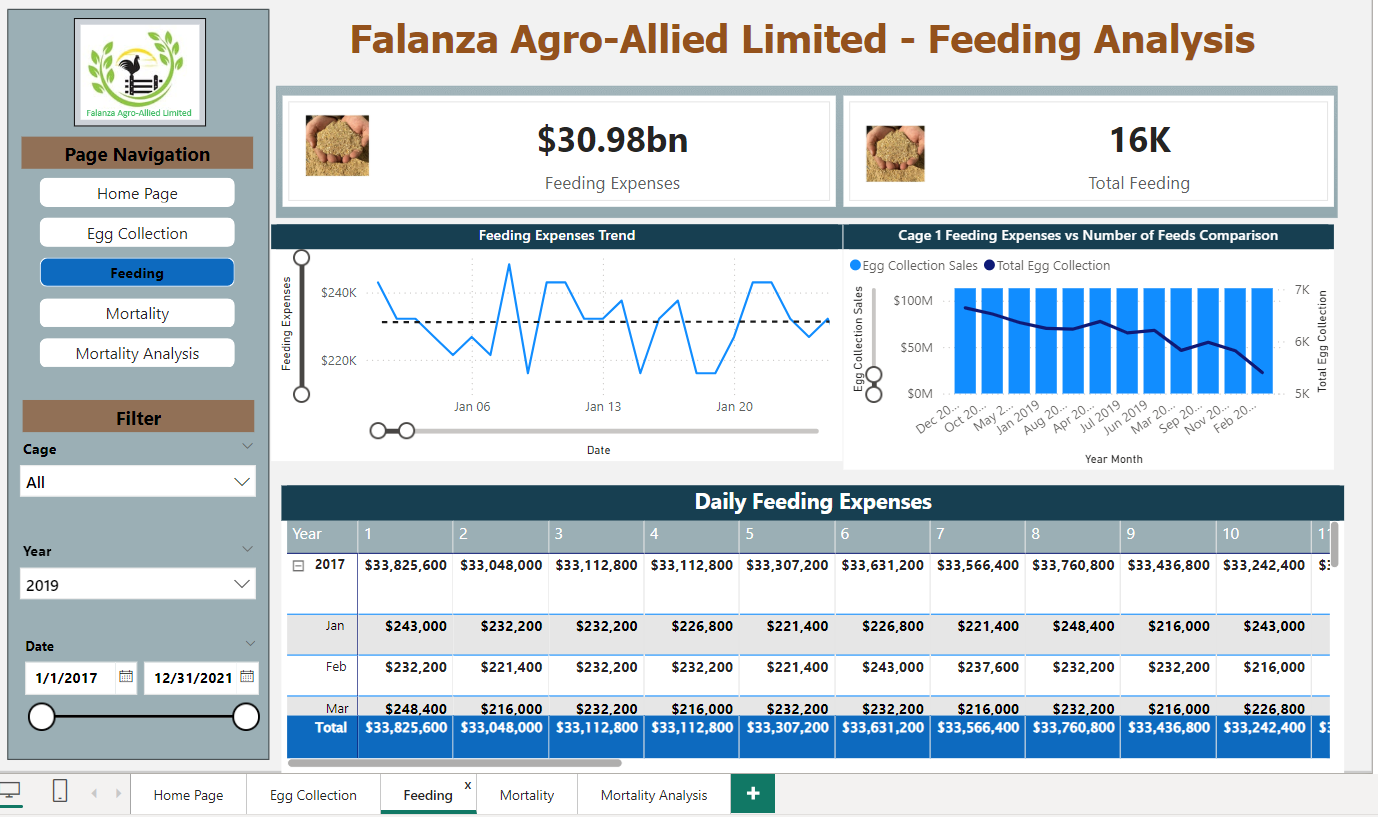 Falanza Agro-Allied Limited - Feeding Analysis
Falanza Agro-Allied Limited
Page Navigation
Home Page
Egg Collection
Feeding
Mortality
Mortality Analysis
Filter
Cage
All
Year
2019
Date
1/1/2017 12/31/2021
$30.98bn
Feeding Expenses
16K
Total Feeding
Feeding Expenses Trend
Feeding Expenses
$240K
$220K
Jan 06 Jan 13 Jan 20
Date
Cage 1 Feeding Expenses vs Number of Feeds Comparison
Egg Collection Sales Total Egg Collection
Egg Collection Sales
$100M
$50M
$0M
7K
6K
5K
Total Egg Collection
Dec 20... Oct 20... May 2... Jan 2019 Aug 20... Apr 20... Jul 2019 Jun 2019 Mar 20... Sep 20... Nov 20... Feb 20...
Year Month
Daily Feeding Expenses
Year 1 2 3 4 5 6 7 8 9 10 11
2017 $33,825,600 $33,048,000 $33,112,800 $33,112,800 $33,307,200 $33,631,200 $33,566,400 $33,760,800 $33,436,800 $33,242,400
Jan $243,000 $232,200 $232,200 $226,800 $221,400 $226,800 $221,400 $248,400 $216,000 $243,000
Feb $232,200 $221,400 $232,200 $232,200 $221,400 $243,000 $237,600 $232,200 $232,200 $216,000
Mar $248,400 $216,000 $232,200 $216,000 $232,200 $232,200 $216,000 $232,200 $216,000 $226,800
Total $33,825,600 $33,048,000 $33,112,800 $33,112,800 $33,307,200 $33,631,200 $33,566,400 $33,760,800 $33,436,800 $33,242,400
Home Page Egg Collection Feeding x Mortality Mortality Analysis +